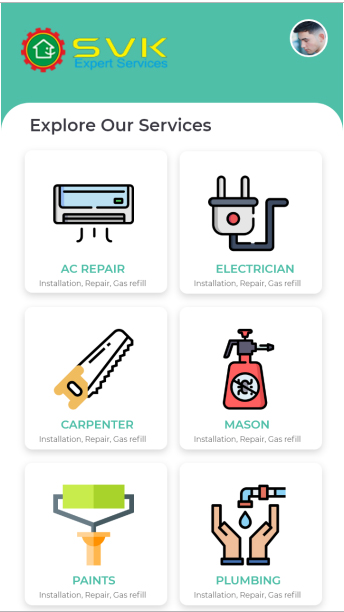 SVK
Expert Services
Explore Our Services
AC REPAIR
Installation, Repair, Gas refill
ELECTRICIAN
Installation, Repair, Gas refill
CARPENTER
Installation, Repair, Gas refill
MASON
Installation, Repair, Gas refill
PAINTS
Installation, Repair, Gas refill
PLUMBING
Installation, Repair, Gas refill